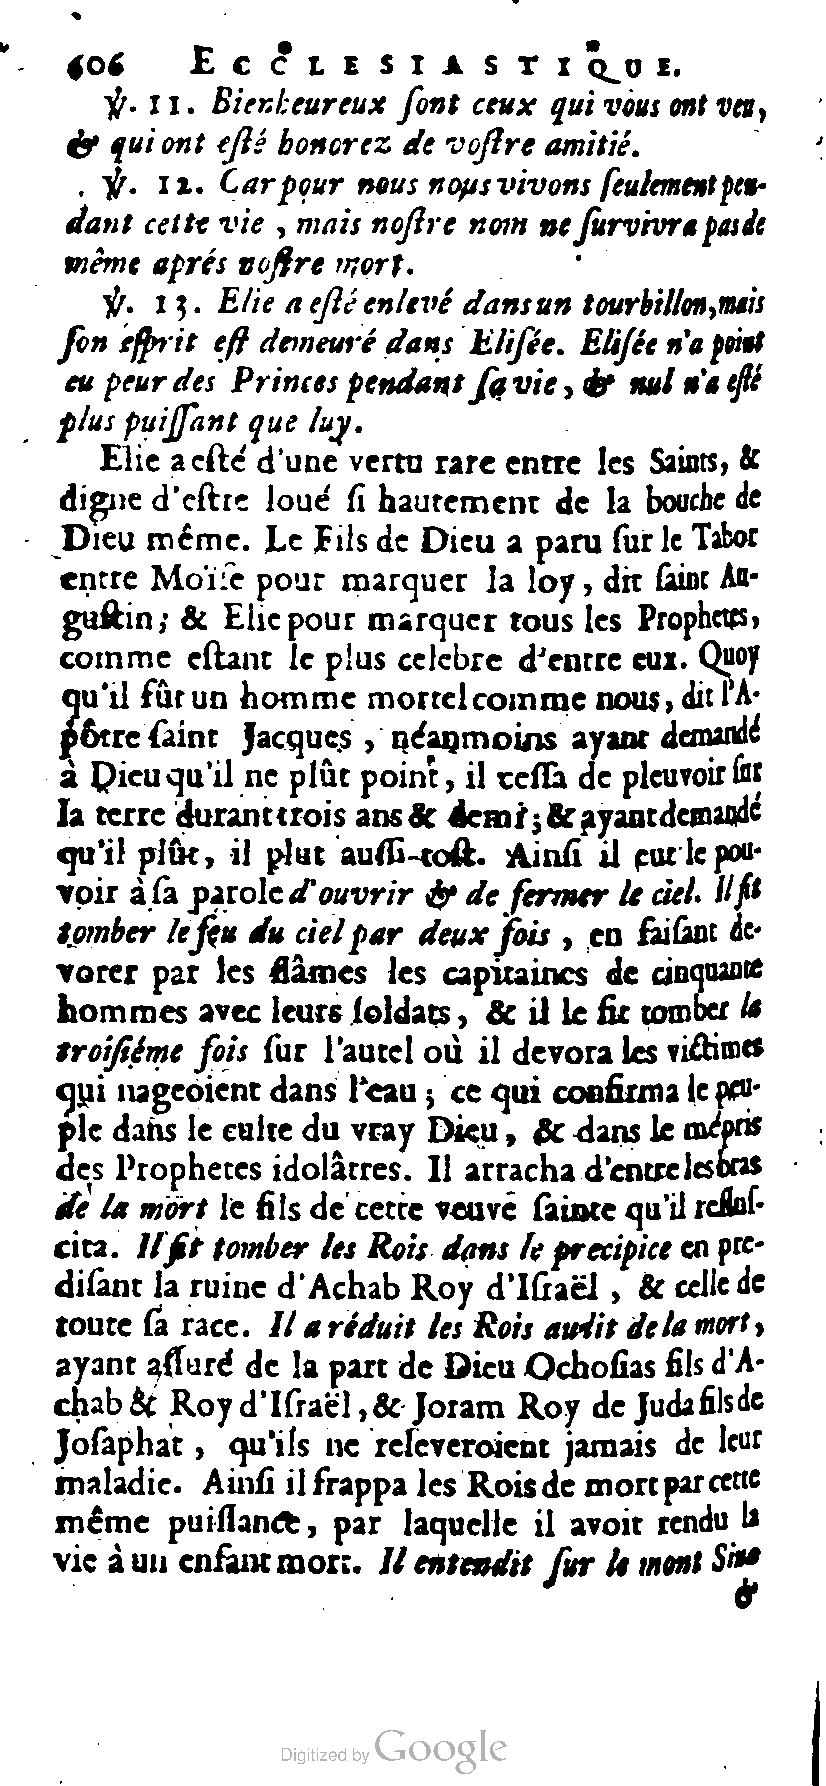 606 ECCLESIASTIQUE.
℣. 11. Bienheureux ſont ceux qui vous ont veu,
& qui ont eſté honorez de voſtre amitié.
℣. 12. Car pour nous nous vivons ſeulement pen-
dant cette vie, mais noſtre nom ne ſurvivra pas de
même aprés noſtre mort.
℣. 13. Elie a eſté enlevé dans un tourbillon, mais
ſon eſprit eſt demeuré dans Eliſée. Eliſée n'a point
eu peur des Princes pendant ſa vie, & nul n'a eſté
plus puiſſant que luy.
Elie a eſté d'une vertu rare entre les Saints, &
digne d'eſtre loué ſi hautement de la bouche de
Dieu même. Le Fils de Dieu a paru ſur le Tabor
entre Moïſe pour marquer la loy, dit ſaint Au-
guſtin; & Elie pour marquer tous les Prophetes,
comme eſtant le plus celebre d'entre eux. Quoy
qu'il fût un homme mortel comme nous, dit l'A-
pôtre ſaint Jacques, néanmoins ayant demandé
à Dieu qu'il ne plût point, il ceſſa de pleuvoir ſur
la terre durant trois ans & demi; & ayant demandé
qu'il plût, il plut auſſi-toſt. Ainſi il eut le pou-
voir à ſa parole d'ouvrir & de fermer le ciel. Il fit
tomber le feu du ciel par deux fois, en faiſant de-
vorer par les flâmes les capitaines de cinquante
hommes avec leurs ſoldats, & il le fit tomber la
troiſiéme fois ſur l'autel où il devora les victimes
qui nageoient dans l'eau; ce qui confirma le peu-
ple dans le culte du vray Dieu, & dans le mépris
des Prophetes idolâtres. Il arracha d'entre les bras
de la mort le fils de cette veuve ſainte qu'il reſſuſ-
cita. Il fit tomber les Rois dans le precipice en pre-
diſant la ruine d'Achab Roy d'Iſraël, & celle de
toute ſa race. Il a réduit les Rois au lit de la mort,
ayant aſſuré de la part de Dieu Ochoſias fils d'A-
chab & Roy d'Iſraël, & Joram Roy de Juda fils de
Joſaphat, qu'ils ne releveroient jamais de leur
maladie. Ainſi il frappa les Rois de mort par cette
même puiſſance, par laquelle il avoit rendu la
vie à un enfant mort. Il entendit ſur le mont Sina
&
Digitized by Google